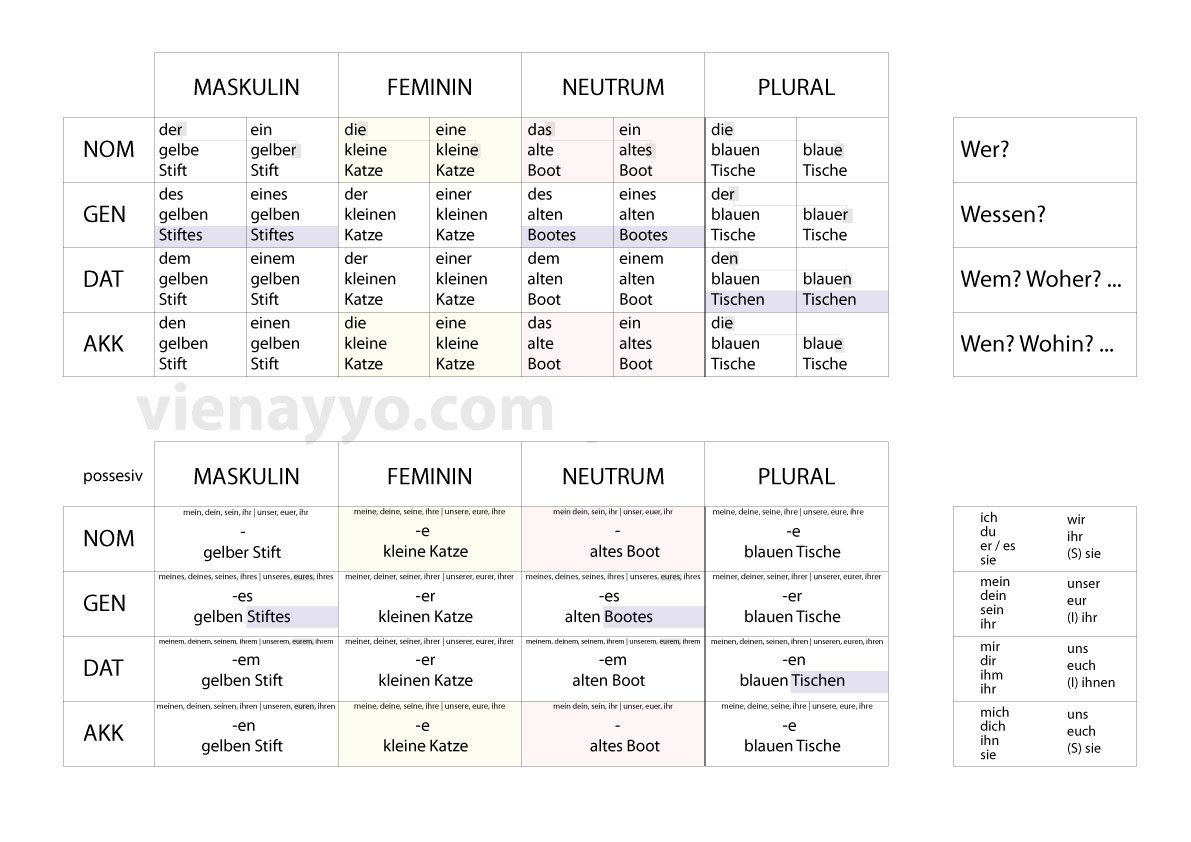 MASKULIN FEMININ NEUTRUM PLURAL
NOM
der ein die eine das ein die
gelbe gelber kleine kleine alte altes blauen blaue
Stift Stift Katze Katze Boot Boot Tische Tische
Wer?
GEN
des eines der einer des eines der
gelben gelben kleinen kleinen alten alten blauen blauer
Stiftes Stiftes Katze Katze Bootes Bootes Tische Tische
Wessen?
DAT
dem einem der einer dem einem den
gelben gelben kleinen kleinen alten alten blauen blauen
Stift Stift Katze Katze Boot Boot Tischen Tischen
Wem? Woher? ...
AKK
den einen die eine das ein die
gelben gelben kleine kleine alte altes blauen blaue
Stift Stift Katze Katze Boot Boot Tische Tische
Wen? Wohin? ...
vienayyo.com
possesiv MASKULIN FEMININ NEUTRUM PLURAL
NOM
mein, dein, sein, ihr | unser, euer, ihr meine, deine, seine, ihre | unsere, eure, ihre mein dein, sein, ihr | unser, euer, ihr meine, deine, seine, ihre | unsere, eure, ihre
- -e - -e
gelber Stift kleine Katze altes Boot blauen Tische
ich wir
du ihr
er / es (S) sie
sie
GEN
meines, deines, seines, ihres | unseres, eures, ihres meiner, deiner, seiner, ihrer | unserer, eurer, ihrer meines, deines, seines, ihres | unseres, eures, ihres meiner, deiner, seiner, ihrer | unserer, eurer, ihrer
-es -er -es -er
gelben Stiftes kleinen Katze alten Bootes blauen Tische
mein unser
dein eur
sein (I) ihr
ihr
DAT
meinem, deinem, seinem, ihrem | unserem, eurem, ihrem meiner, deiner, seiner, ihrer | unserer, eurer, ihrer meinem, deinem, seinem, ihrem | unserem, eurem, ihrem meinen, deinen, seinen, ihren | unseren, euren, ihren
-em -er -em -en
gelben Stift kleinen Katze alten Boot blauen Tischen
mir uns
dir euch
ihm (I) ihnen
ihr
AKK
meinen, deinen, seinen, ihren | unseren, euren, ihren meine, deine, seine, ihre | unsere, eure, ihre mein dein, sein, ihr | unser, euer, ihr meine, deine, seine, ihre | unsere, eure, ihre
-en -e - -e
gelben Stift kleine Katze altes Boot blauen Tische
mich uns
dich euch
ihn (S) sie
sie